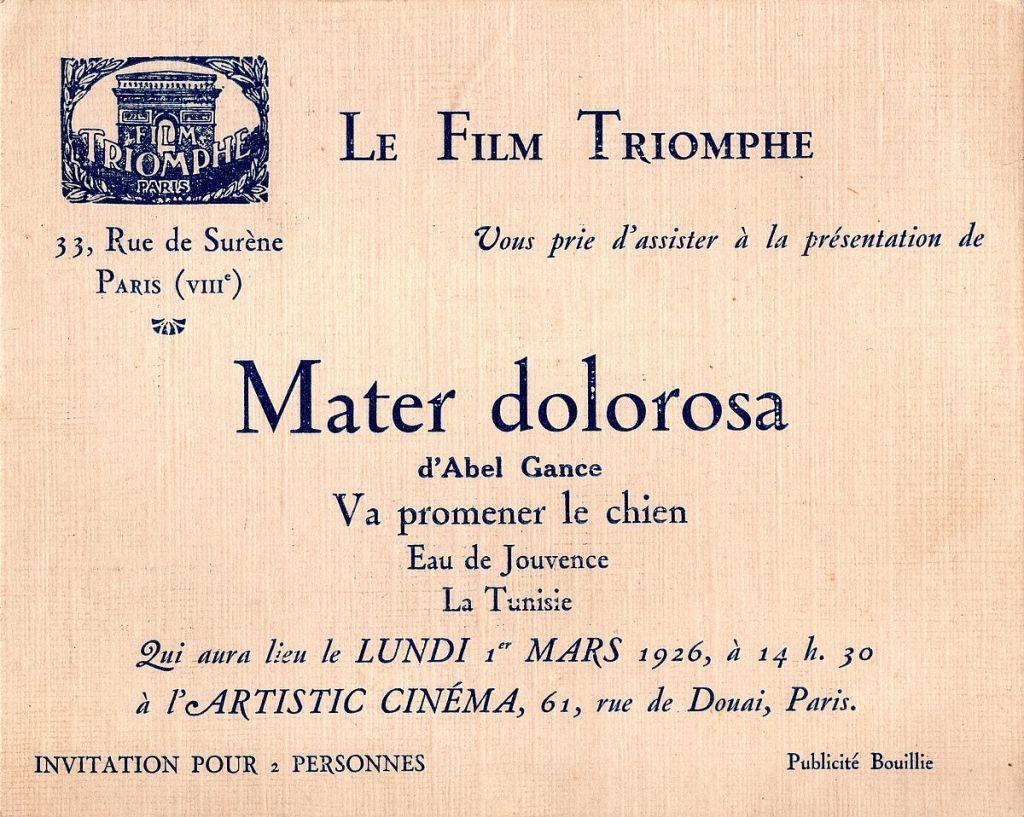 FILM
TRIOMPHE
PARIS
LE FILM TRIOMPHE
33, Rue de Surène
PARIS (VIIIe)
Vous prie d'assister à la présentation de
Mater dolorosa
d'Abel Gance
Va promener le chien
Eau de Jouvence
La Tunisie
Qui aura lieu le LUNDI 1er MARS 1926, à 14 h. 30
à l'ARTISTIC CINÉMA, 61, rue de Douai, Paris.
INVITATION POUR 2 PERSONNES
Publicité Bouillie